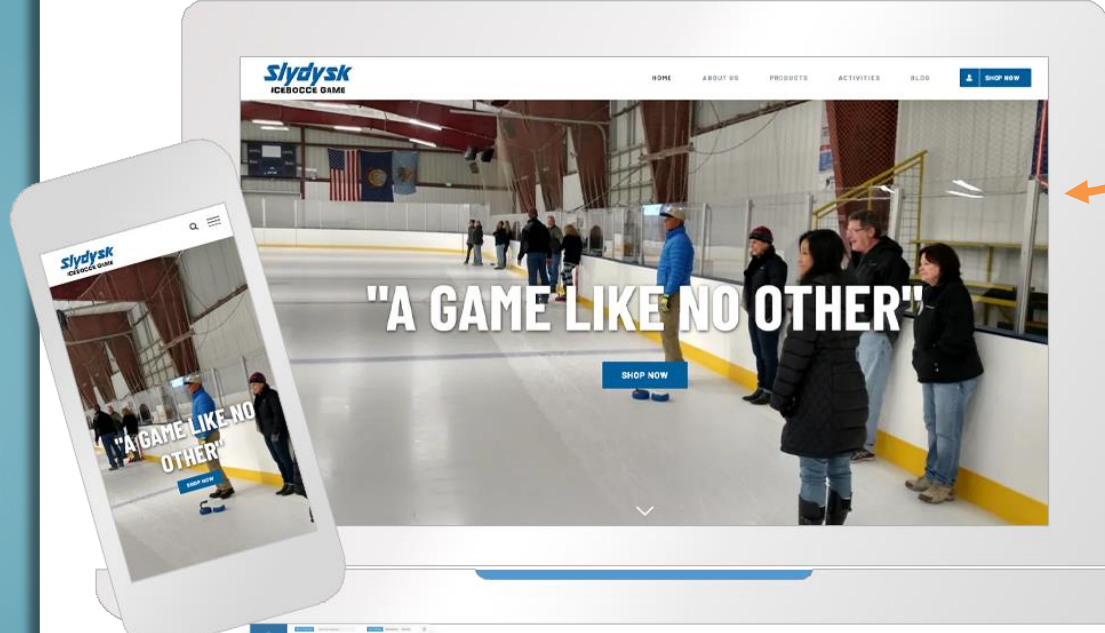 Slydysk
ICEBOCCE GAME
HOME ABOUT US PRODUCTS ACTIVITIES BLOG SHOP NOW
"A GAME LIKE NO OTHER"
SHOP NOW
Slydysk
ICEBOCCE GAME
"A GAME LIKE NO
OTHER"
SHOP NOW